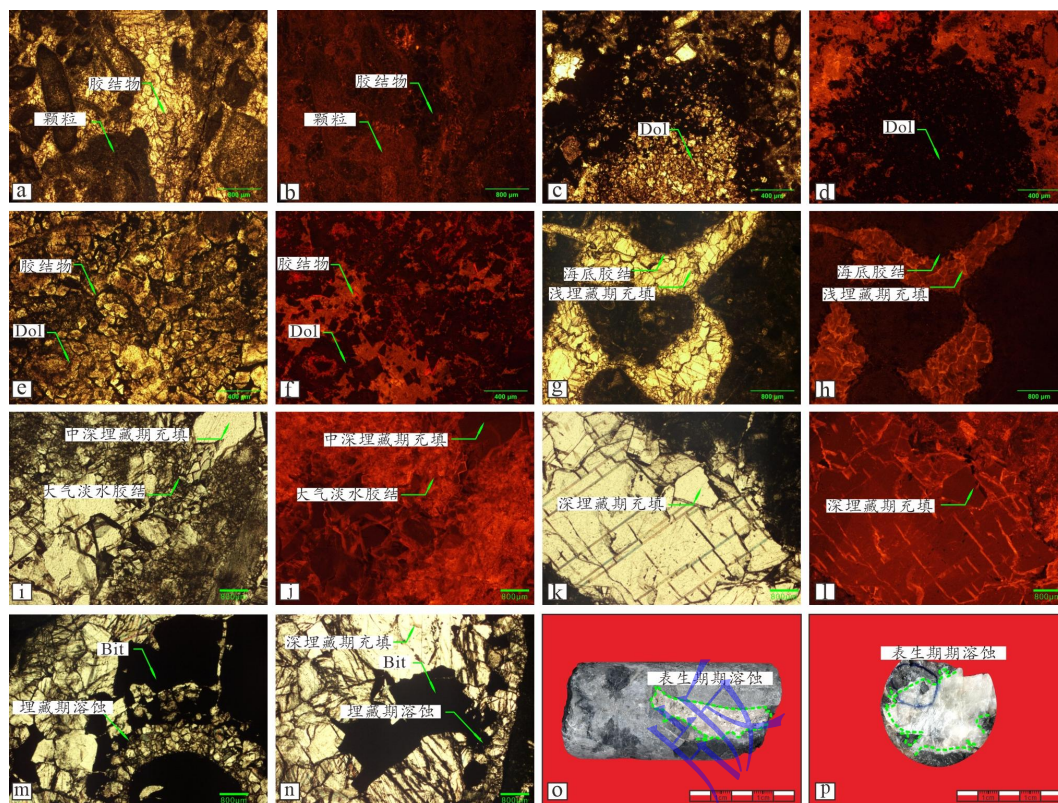 胶结物
颗粒
a
800 μm
胶结物
颗粒
b
800 μm
Dol
c
400 μm
Dol
d
400 μm
胶结物
Dol
e
400 μm
胶结物
Dol
f
400 μm
海底胶结
浅埋藏期充填
g
800 μm
海底胶结
浅埋藏期充填
h
800 μm
中深埋藏期充填
大气淡水胶结
i
800μm
中深埋藏期充填
大气淡水胶结
j
800μm
深埋藏期充填
k
800μm
深埋藏期充填
l
800μm
Bit
埋藏期溶蚀
m
800μm
深埋藏期充填
Bit
埋藏期溶蚀
n
800μm
表生期期溶蚀
o
表生期期溶蚀
p